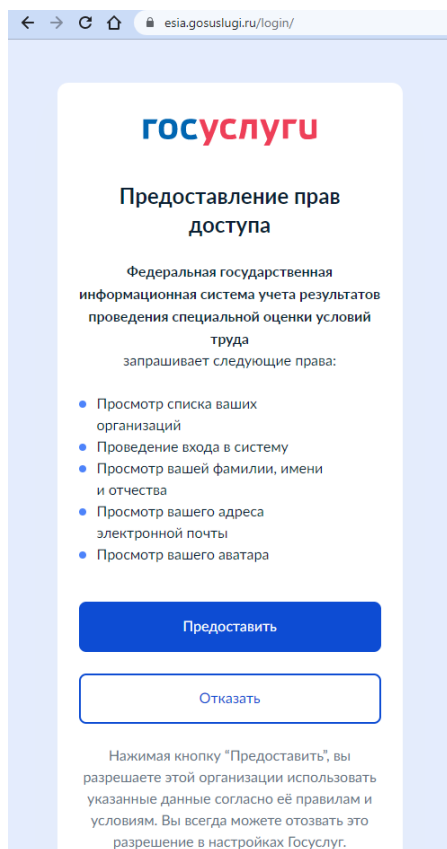 esia.gosuslugi.ru/login/
госуслуги
Предоставление прав
доступа
Федеральная государственная
информационная система учета результатов
проведения специальной оценки условий
труда
запрашивает следующие права:
Просмотр списка ваших
организаций
Проведение входа в систему
Просмотр вашей фамилии, имени
и отчества
Просмотр вашего адреса
электронной почты
Просмотр вашего аватара
Предоставить
Отказать
Нажимая кнопку “Предоставить”, вы
разрешаете этой организации использовать
указанные данные согласно её правилам и
условиям. Вы всегда можете отозвать это
разрешение в настройках Госуслуг.